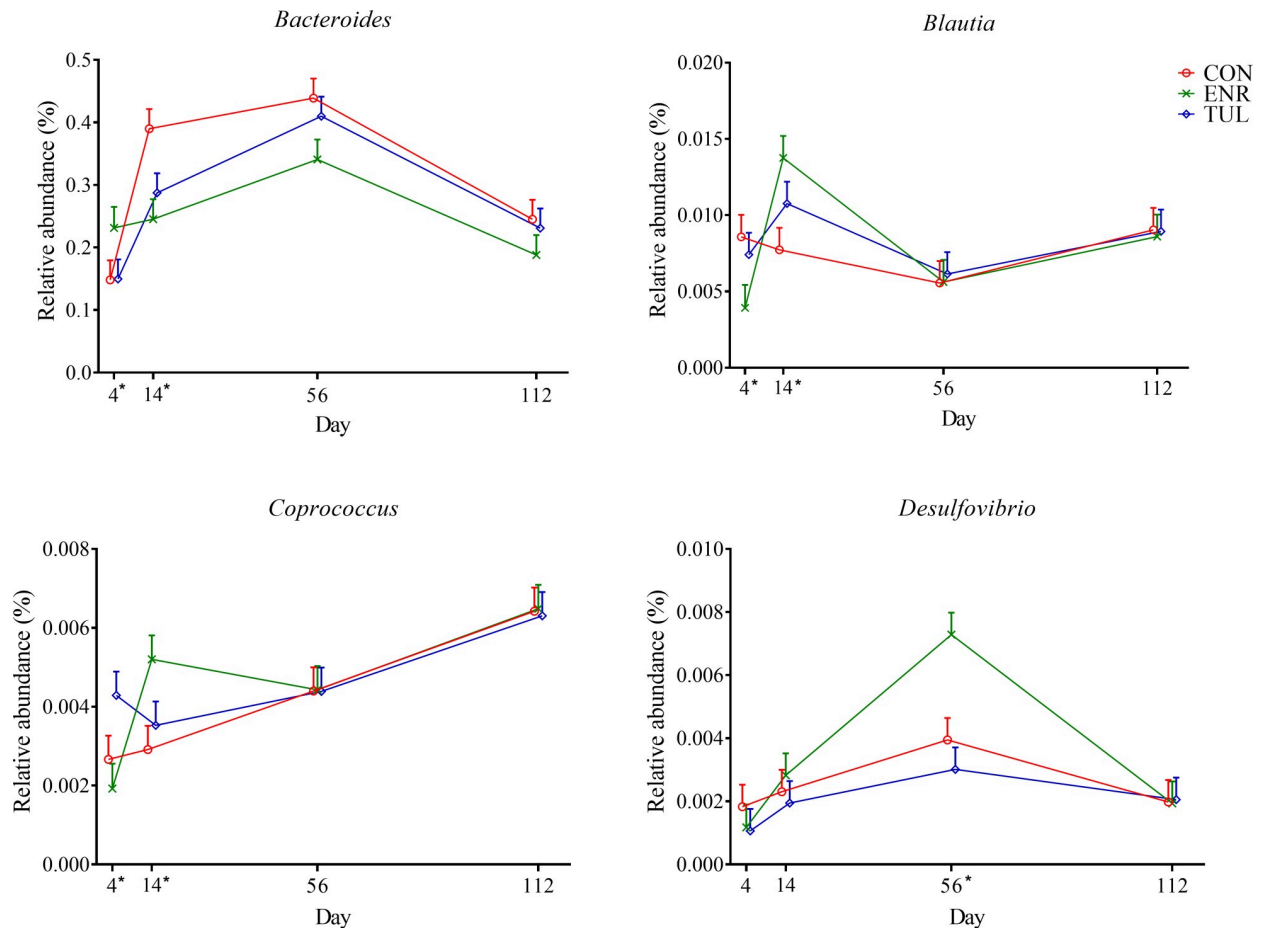 Bacteroides
Relative abundance (%)
0.5
0.4
0.3
0.2
0.1
0.0
4* 14* 56 112
Day
Blautia
Relative abundance (%)
0.020
0.015
0.010
0.005
0.000
4* 14* 56 112
Day
CON
ENR
TUL
Coprococcus
Relative abundance (%)
0.008
0.006
0.004
0.002
0.000
4* 14* 56 112
Day
Desulfovibrio
Relative abundance (%)
0.010
0.008
0.006
0.004
0.002
0.000
4 14 56* 112
Day